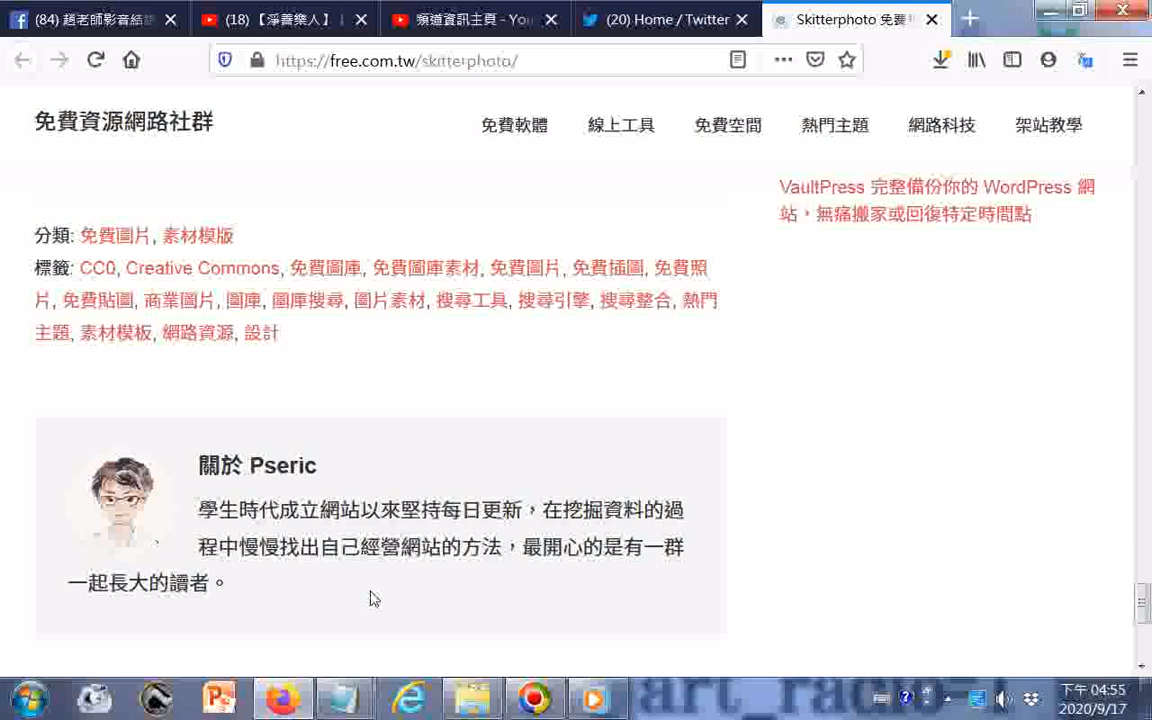 (84) 趙老師影音結
(18) 【淨善樂人】
頻道資訊主頁 - You
(20) Home / Twitter
Skitterphoto 免費
https://free.com.tw/skitterphoto/
免費資源網路社群
免費軟體 線上工具 免費空間 熱門主題 網路科技 架站教學
VaultPress 完整備份你的 WordPress 網
站，無痛搬家或回復特定時間點
分類: 免費圖片, 素材模版
標籤: CC0, Creative Commons, 免費圖庫, 免費圖庫素材, 免費圖片, 免費插圖, 免費照
片, 免費貼圖, 商業圖片, 圖庫, 圖庫搜尋, 圖片素材, 搜尋工具, 搜尋引擎, 搜尋整合, 熱門
主題, 素材模板, 網路資源, 設計
關於 Pseric
學生時代成立網站以來堅持每日更新，在挖掘資料的過
程中慢慢找出自己經營網站的方法，最開心的是有一群
一起長大的讀者。
下午 04:55
2020/9/17